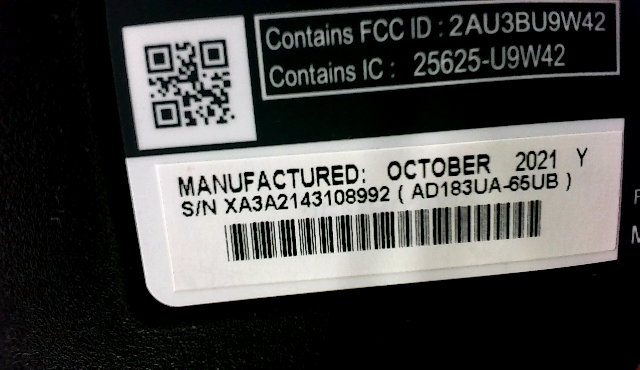 Contains FCC ID : 2AU3BU9W42
Contains IC : 25625-U9W42
MANUFACTURED: OCTOBER 2021 Y
S/N XA3A2143108992 ( AD183UA-65UB )